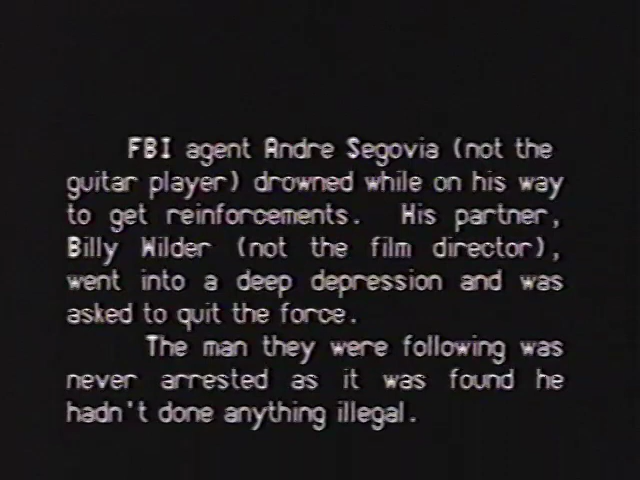 FBI agent Andre Segovia (not the
guitar player) drowned while on his way
to get reinforcements. His partner,
Billy Wilder (not the film director),
went into a deep depression and was
asked to quit the force.
The man they were following was
never arrested as it was found he
hadn't done anything illegal.